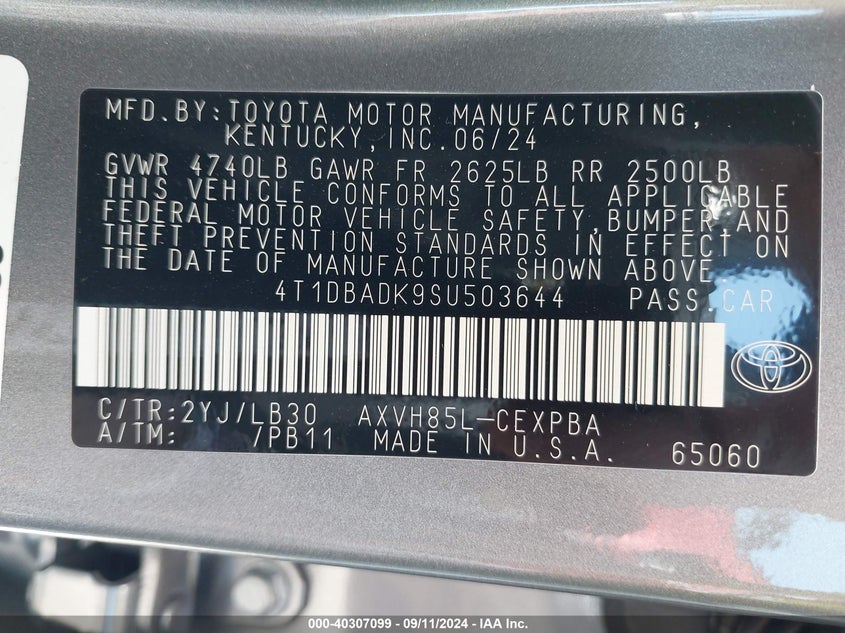 MFD.BY:TOYOTA MOTOR MANUFACTURING,
KENTUCKY,INC.06/24
GVWR 4740LB GAWR FR 2625LB RR 2500LB
THIS VEHICLE CONFORMS TO ALL APPLICABLE
FEDERAL MOTOR VEHICLE SAFETY,BUMPER,AND
THEFT PREVENTION STANDARDS IN EFFECT ON
THE DATE OF MANUFACTURE SHOWN ABOVE.
4T1DBADK9SU503644 PASS.CAR
C/TR:2YJ/LB30 AXVH85L-CEXPBA
A/TM: /PB11 MADE IN U.S.A. 65060
000-40307099 - 09/11/2024 - IAA Inc.